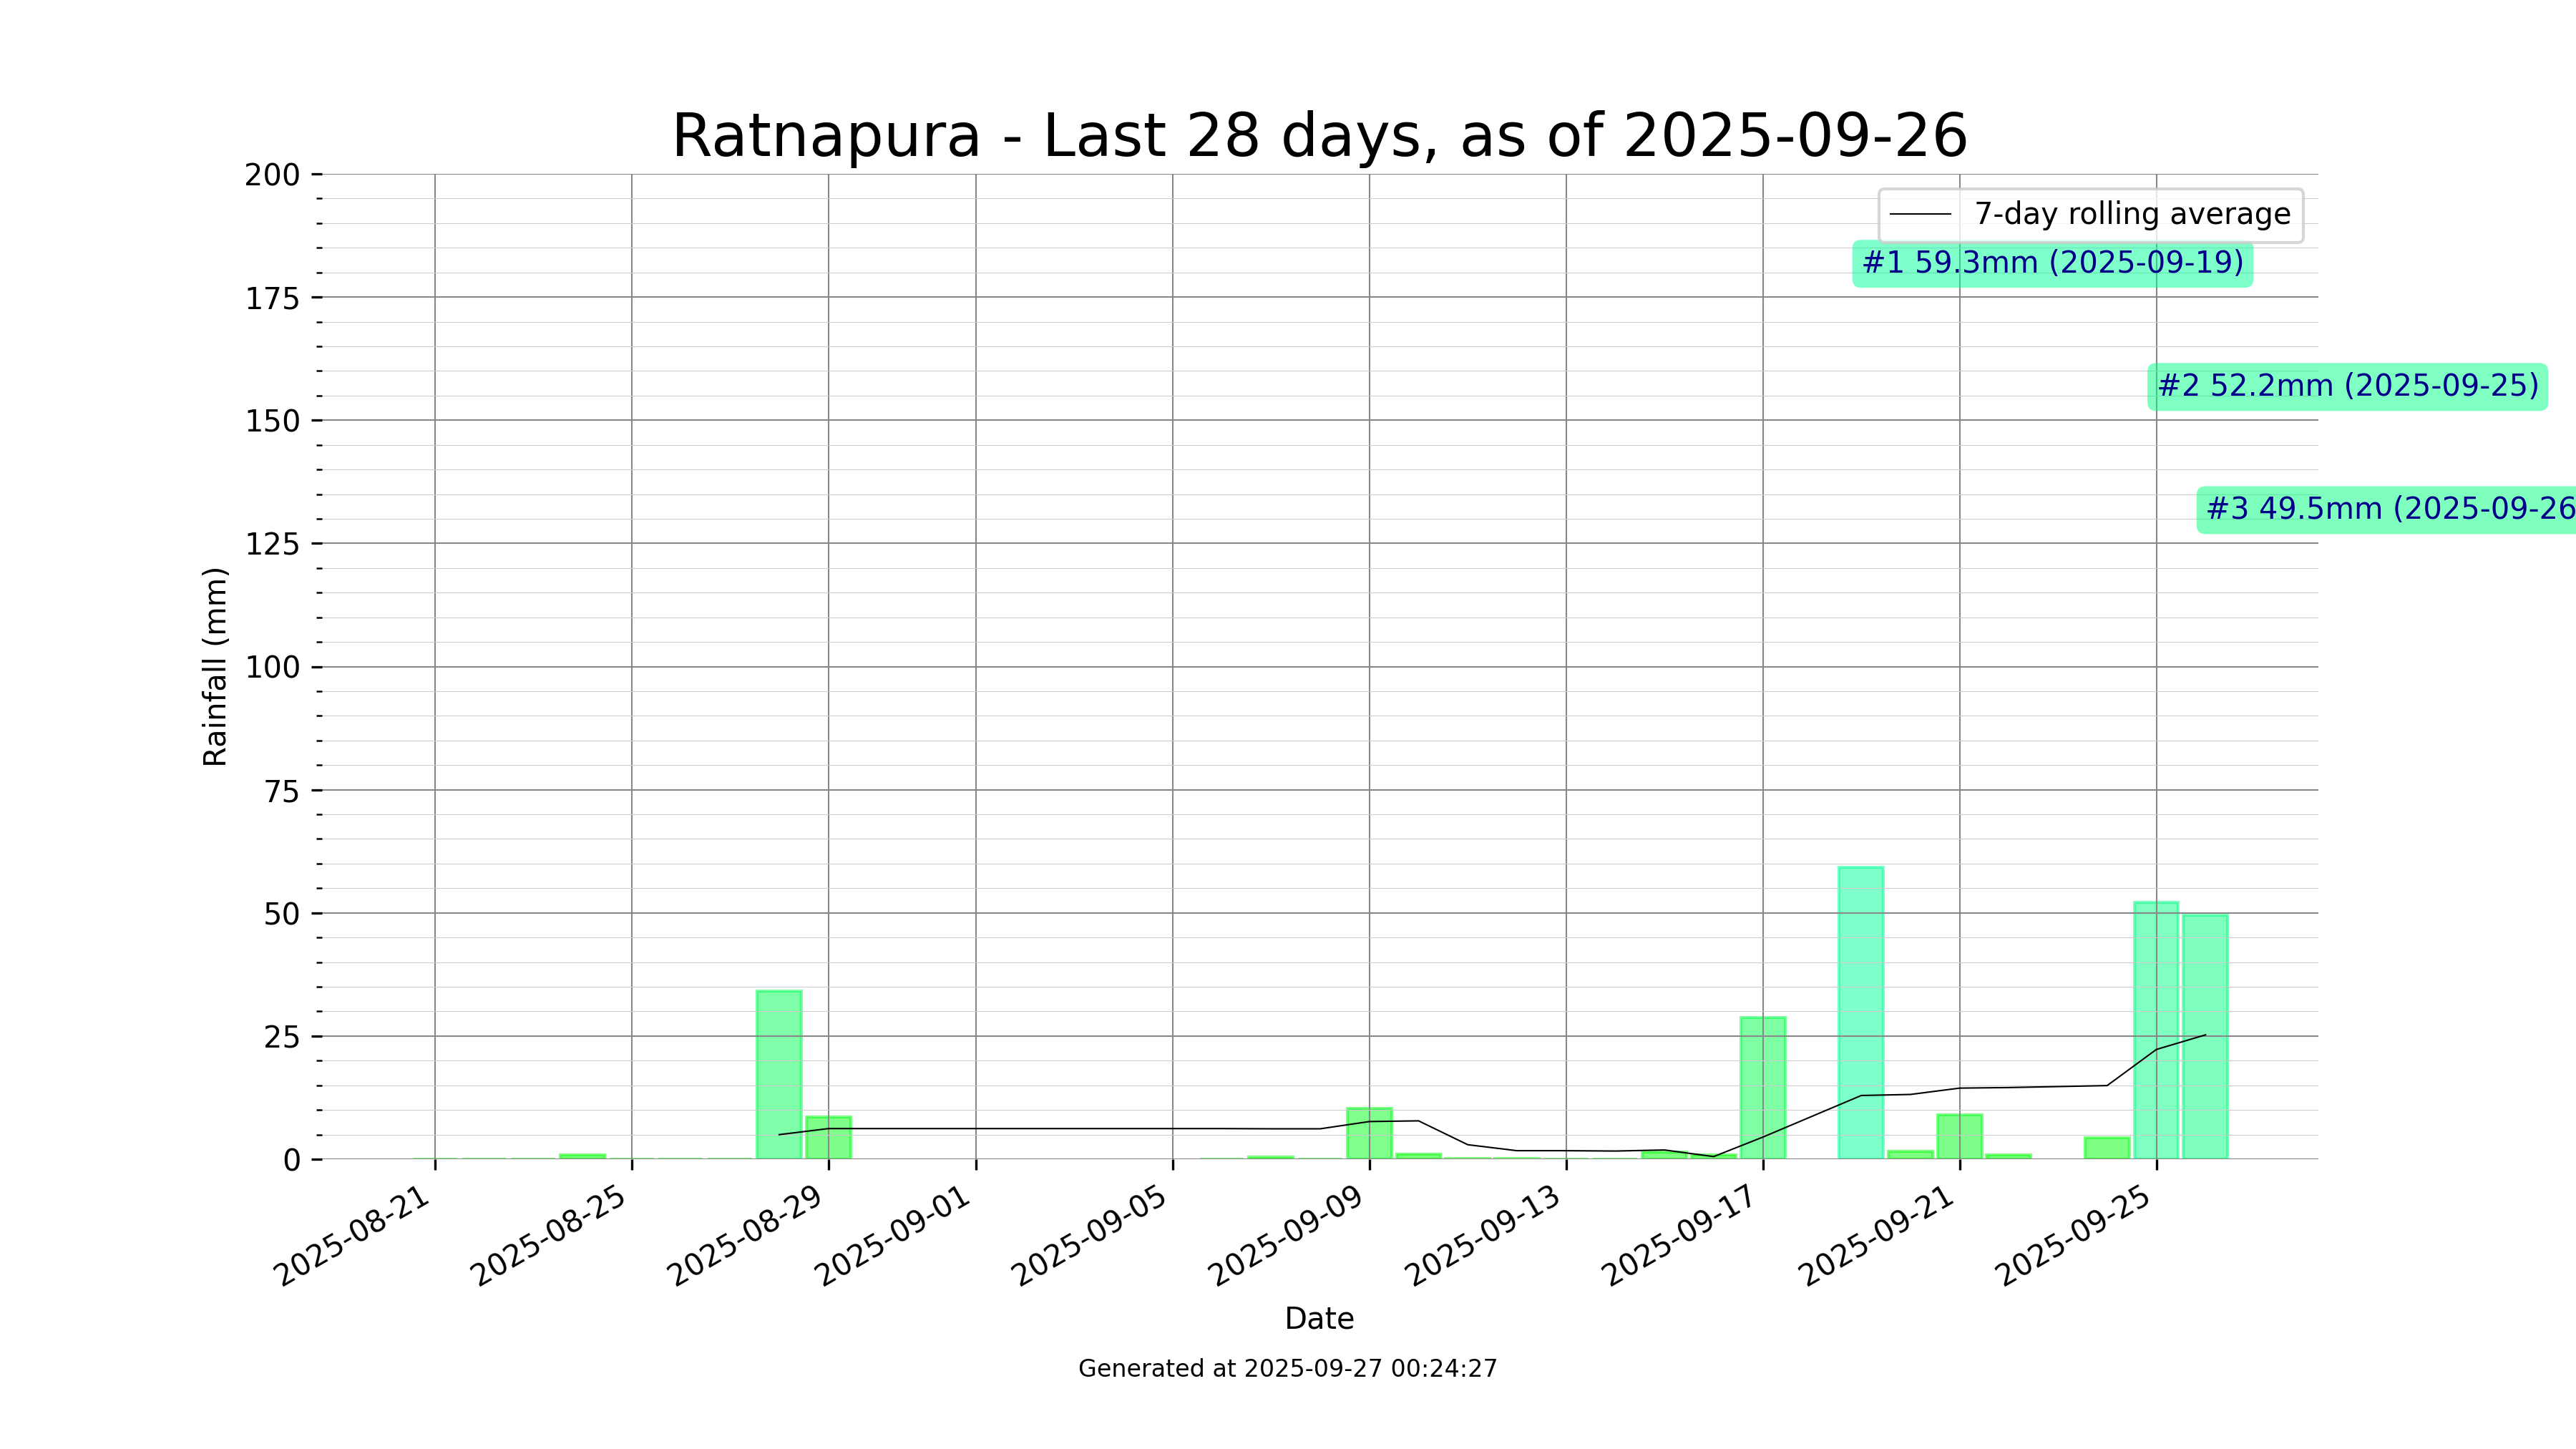 Ratnapura - Last 28 days, as of 2025-09-26
7-day rolling average
#1 59.3mm (2025-09-19)
#2 52.2mm (2025-09-25)
#3 49.5mm (2025-09-26
Rainfall (mm)
200
175
150
125
100
75
50
25
0
2025-08-21
2025-08-25
2025-08-29
2025-09-01
2025-09-05
2025-09-09
2025-09-13
2025-09-17
2025-09-21
2025-09-25
Date
Generated at 2025-09-27 00:24:27